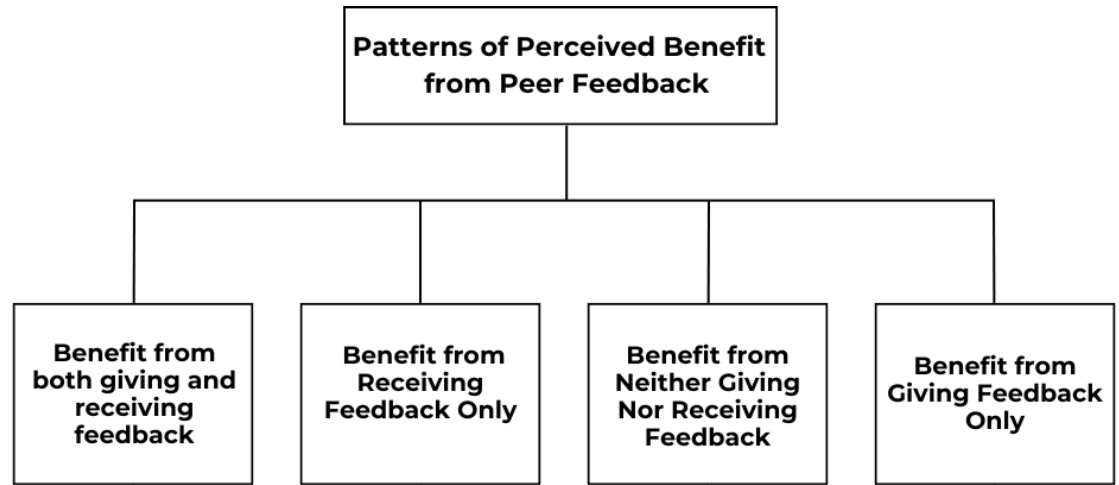 Patterns of Perceived Benefit
from Peer Feedback
Benefit from
both giving and
receiving
feedback
Benefit from
Receiving
Feedback Only
Benefit from
Neither Giving
Nor Receiving
Feedback
Benefit from
Giving Feedback
Only